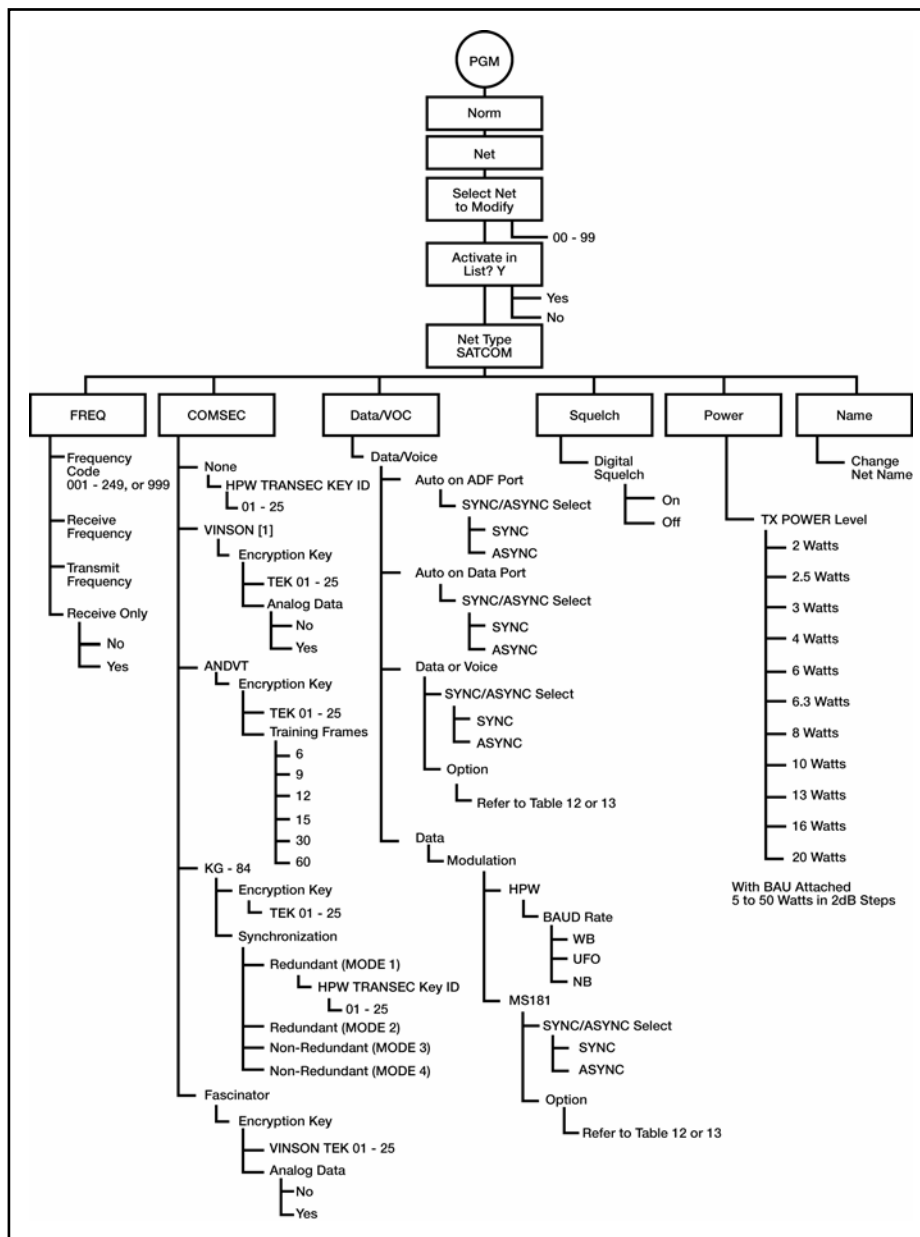 PGM
Norm
Net
Select Net
to Modify
00 - 99
Activate in
List? Y
Yes
No
Net Type
SATCOM
FREQ
Frequency
Code
001 - 249, or 999
Receive
Frequency
Transmit
Frequency
Receive Only
No
Yes
COMSEC
None
HPW TRANSEC KEY ID
01 - 25
VINSON [1]
Encryption Key
TEK 01 - 25
Analog Data
No
Yes
ANDVT
Encryption Key
TEK 01 - 25
Training Frames
6
9
12
15
30
60
KG - 84
Encryption Key
TEK 01 - 25
Synchronization
Redundant (MODE 1)
HPW TRANSEC Key ID
01 - 25
Redundant (MODE 2)
Non-Redundant (MODE 3)
Non-Redundant (MODE 4)
Fascinator
Encryption Key
VINSON TEK 01 - 25
Analog Data
No
Yes
Data/VOC
Data/Voice
Auto on ADF Port
SYNC/ASYNC Select
SYNC
ASYNC
Auto on Data Port
SYNC/ASYNC Select
SYNC
ASYNC
Data or Voice
SYNC/ASYNC Select
SYNC
ASYNC
Option
Refer to Table 12 or 13
Data
Modulation
HPW
BAUD Rate
WB
UFO
NB
MS181
SYNC/ASYNC Select
SYNC
ASYNC
Option
Refer to Table 12 or 13
Squelch
Digital
Squelch
On
Off
Power
TX POWER Level
2 Watts
2.5 Watts
3 Watts
4 Watts
6 Watts
6.3 Watts
8 Watts
10 Watts
13 Watts
16 Watts
20 Watts
With BAU Attached
5 to 50 Watts in 2dB Steps
Name
Change
Net Name